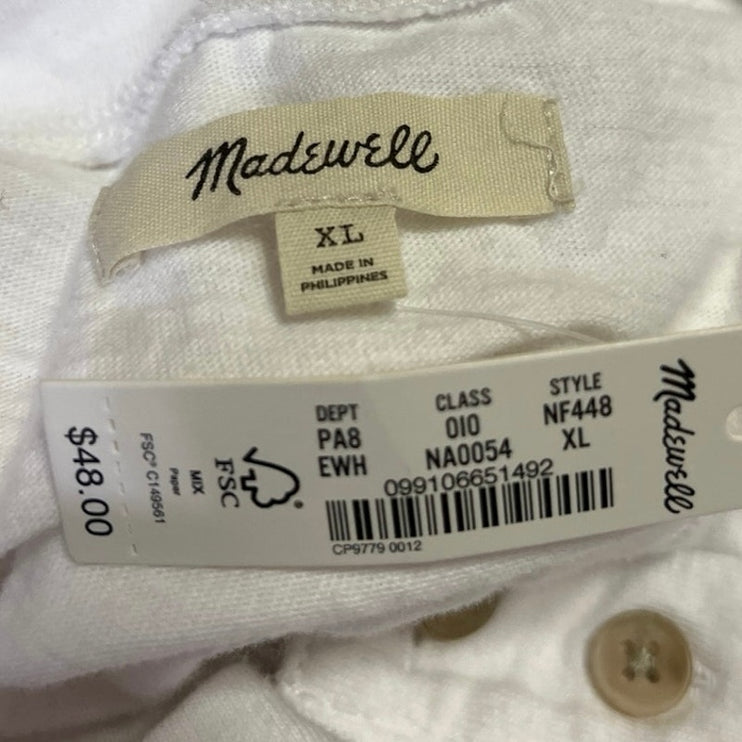 Madewell
XL
MADE IN
PHILIPPINES
$48.00
FSC® C149561
Paper
MIX
FSC
®
DEPT
PA8
EWH
CLASS
010
NA0054
STYLE
NF448
XL
099106651492
CP9779 0012
Madewell